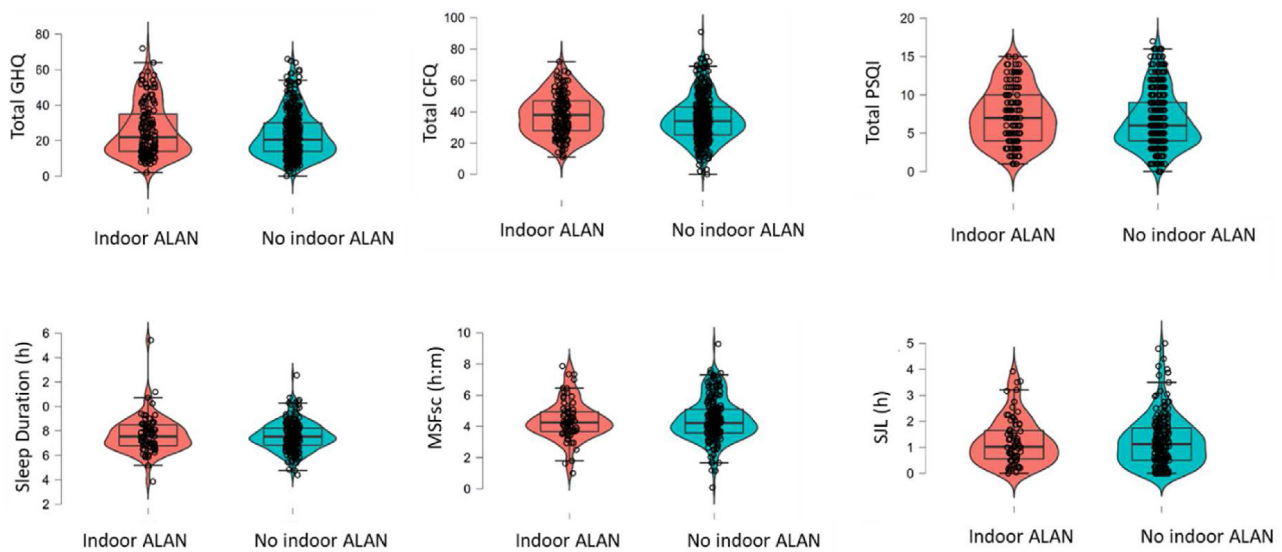 Total GHQ
80
60
40
20
0
Indoor ALAN
No indoor ALAN
Total CFQ
100
80
60
40
20
0
Indoor ALAN
No indoor ALAN
Total PSQI
20
15
10
5
0
Indoor ALAN
No indoor ALAN
Sleep Duration (h)
6
4
2
0
8
6
4
2
Indoor ALAN
No indoor ALAN
MSFsc (h:m)
10
8
6
4
2
0
Indoor ALAN
No indoor ALAN
SJL (h)
5
4
3
2
1
0
Indoor ALAN
No indoor ALAN